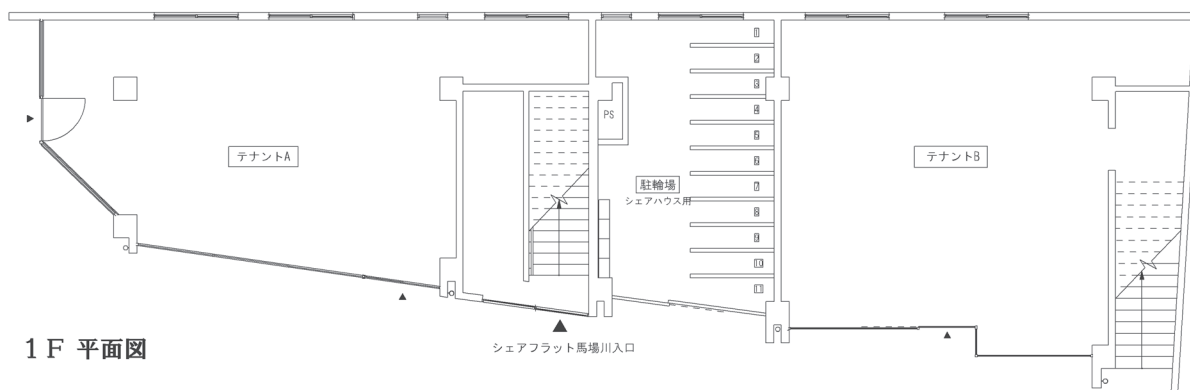 1
2
3
4
5
6
7
8
9
10
11
PS
テナントA
駐輪場
シェアハウス用
テナントB
シェアフラット馬場川入口
1F 平面図